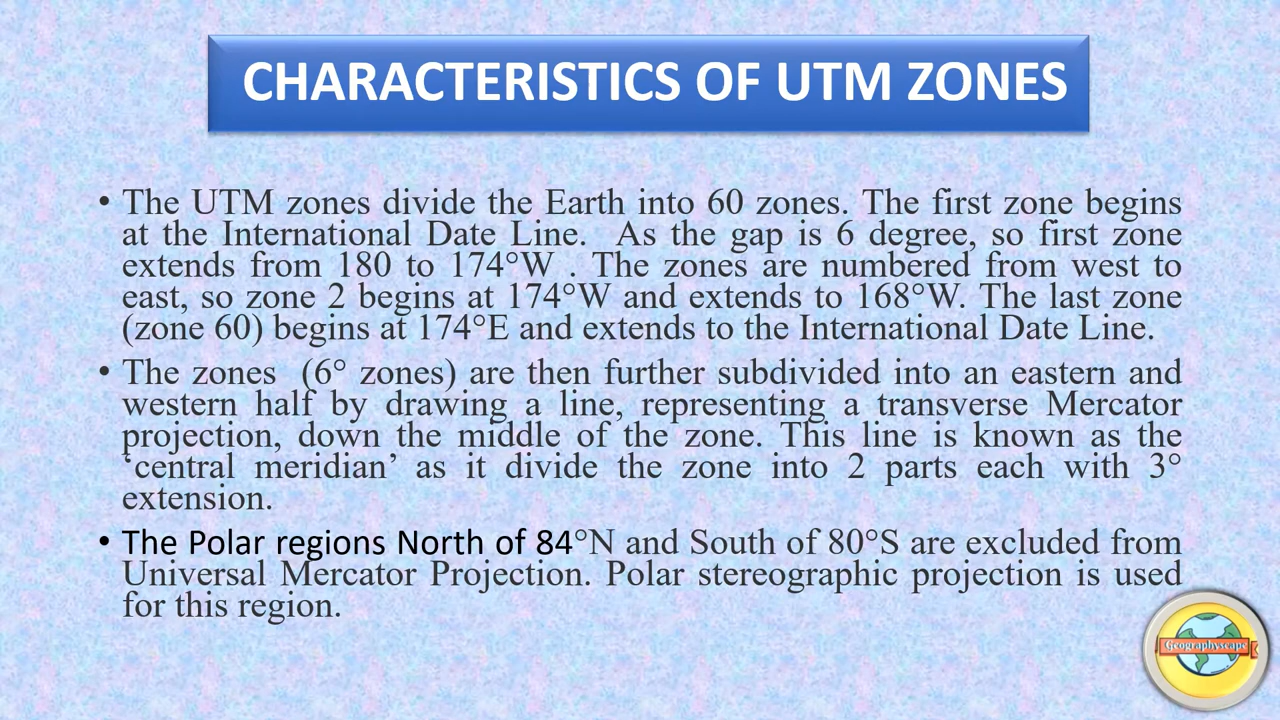 CHARACTERISTICS OF UTM ZONES
• The UTM zones divide the Earth into 60 zones. The first zone begins
at the International Date Line.  As the gap is 6 degree, so first zone
extends from 180 to 174°W . The zones are numbered from west to
east, so zone 2 begins at 174°W and extends to 168°W. The last zone
(zone 60) begins at 174°E and extends to the International Date Line.
• The zones  (6° zones) are then further subdivided into an eastern and
western half by drawing a line, representing a transverse Mercator
projection, down the middle of the zone. This line is known as the
‘central meridian’ as it divide the zone into 2 parts each with 3°
extension.
• The Polar regions North of 84°N and South of 80°S are excluded from
Universal Mercator Projection. Polar stereographic projection is used
for this region.
Geographyscape